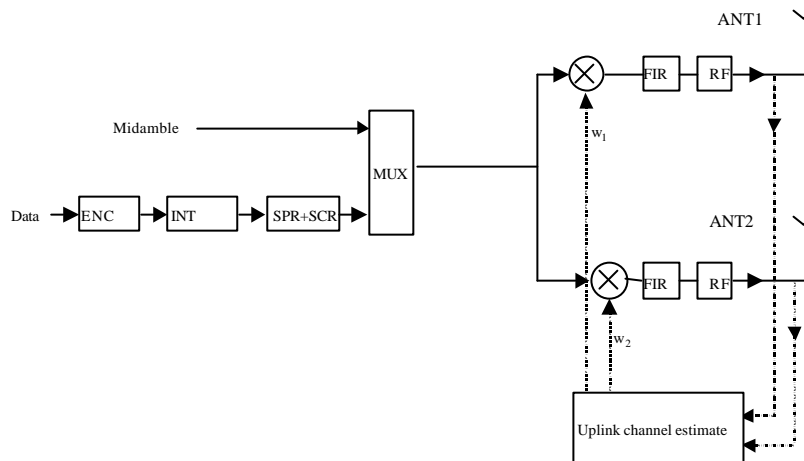 ANT1
FIR
RF
Midamble
w1
MUX
Data
ENC
INT
SPR+SCR
ANT2
FIR
RF
w2
Uplink channel estimate